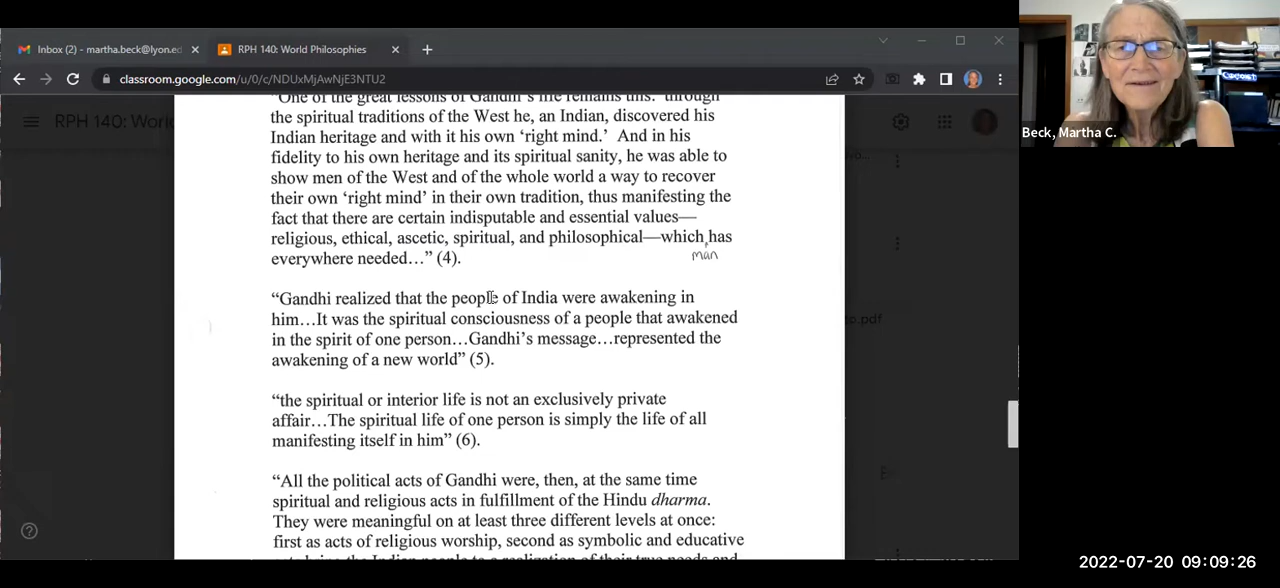 Inbox (2) - martha.beck@lyon.ed
RPH 140: World Philosophies
classroom.google.com/u/0/c/NDUxMjAwNjE3NTU2
RPH 140: Worl
"One of the great lessons of Gandhi's life remains this: through
the spiritual traditions of the West he, an Indian, discovered his
Indian heritage and with it his own 'right mind.' And in his
fidelity to his own heritage and its spiritual sanity, he was able to
show men of the West and of the whole world a way to recover
their own 'right mind' in their own tradition, thus manifesting the
fact that there are certain indisputable and essential values—
religious, ethical, ascetic, spiritual, and philosophical—which has
man
everywhere needed…" (4).
"Gandhi realized that the people of India were awakening in
him…It was the spiritual consciousness of a people that awakened
in the spirit of one person…Gandhi's message…represented the
awakening of a new world" (5).
"the spiritual or interior life is not an exclusively private
affair…The spiritual life of one person is simply the life of all
manifesting itself in him" (6).
"All the political acts of Gandhi were, then, at the same time
spiritual and religious acts in fulfillment of the Hindu dharma.
They were meaningful on at least three different levels at once:
first as acts of religious worship, second as symbolic and educative
to.pdf
Beck, Martha C.
2022-07-20 09:09:26